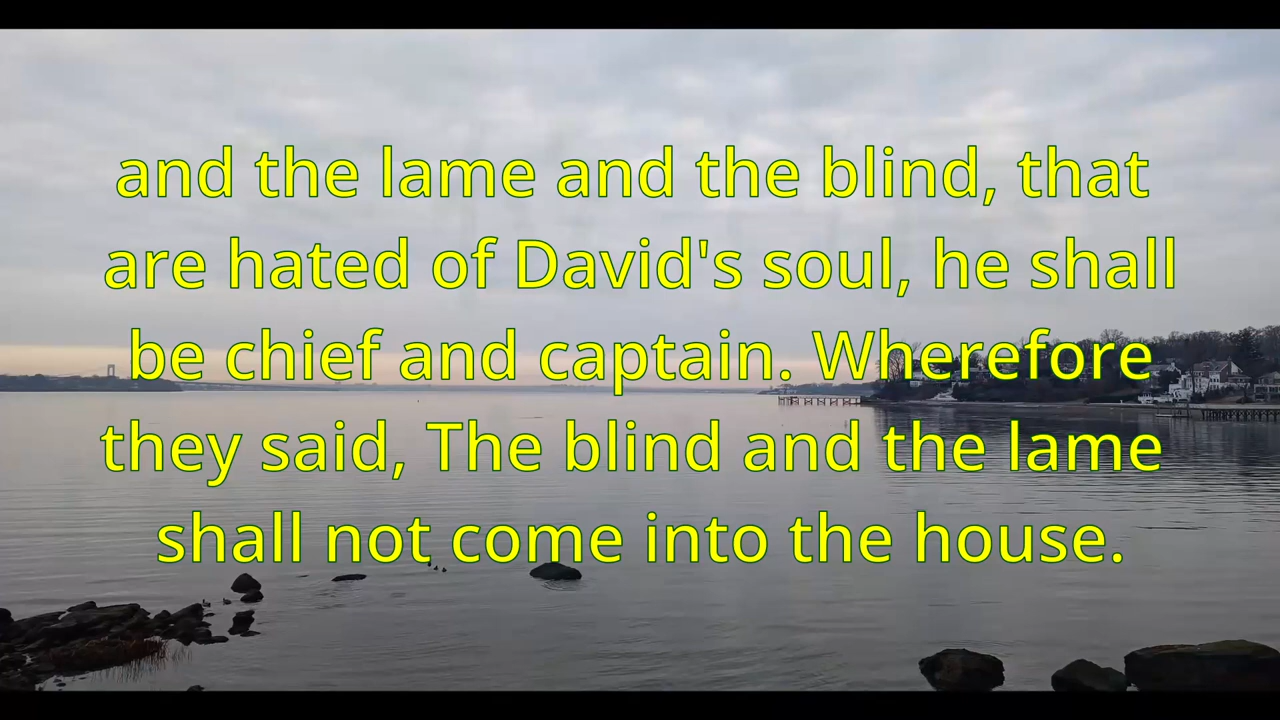 and the lame and the blind, that
are hated of David's soul, he shall
be chief and captain. Wherefore
they said, The blind and the lame
shall not come into the house.